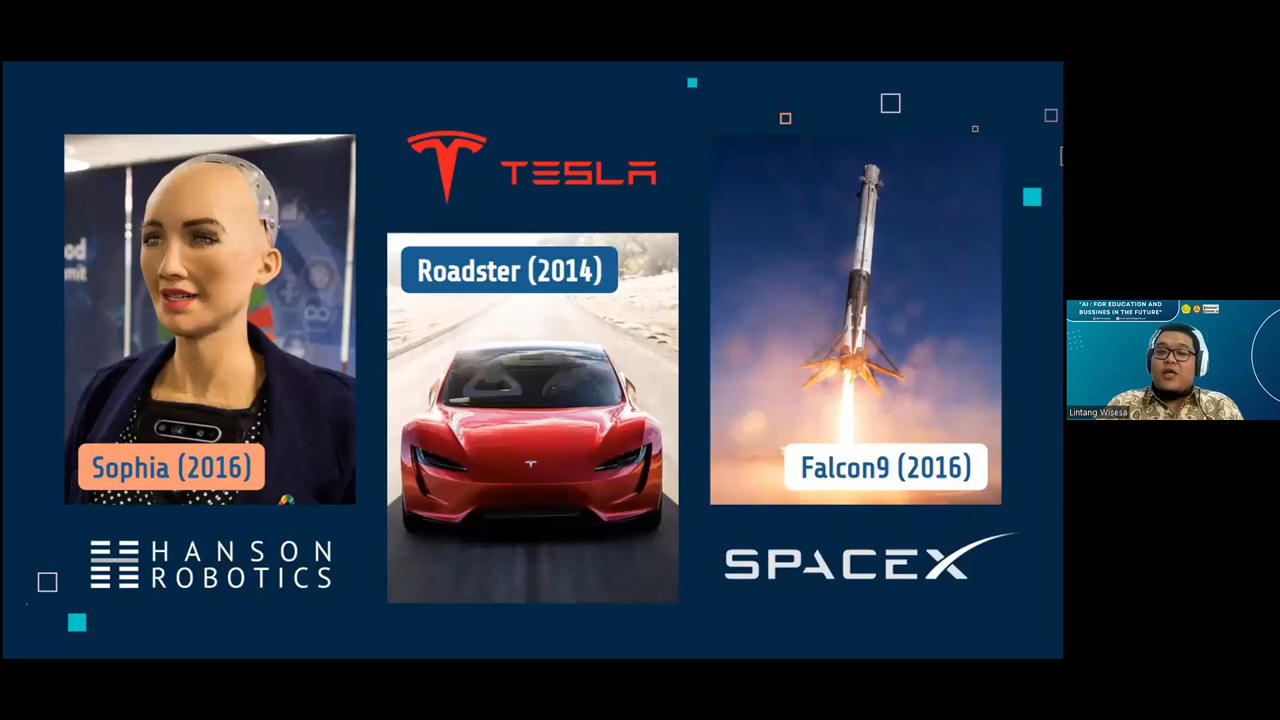 TESLA
Roadster (2014)
Sophia (2016)
Falcon9 (2016)
HANSON
ROBOTICS
SPACEX
"AI : FOR EDUCATION AND
BUSSINES IN THE FUTURE"
Lintang Wisesa